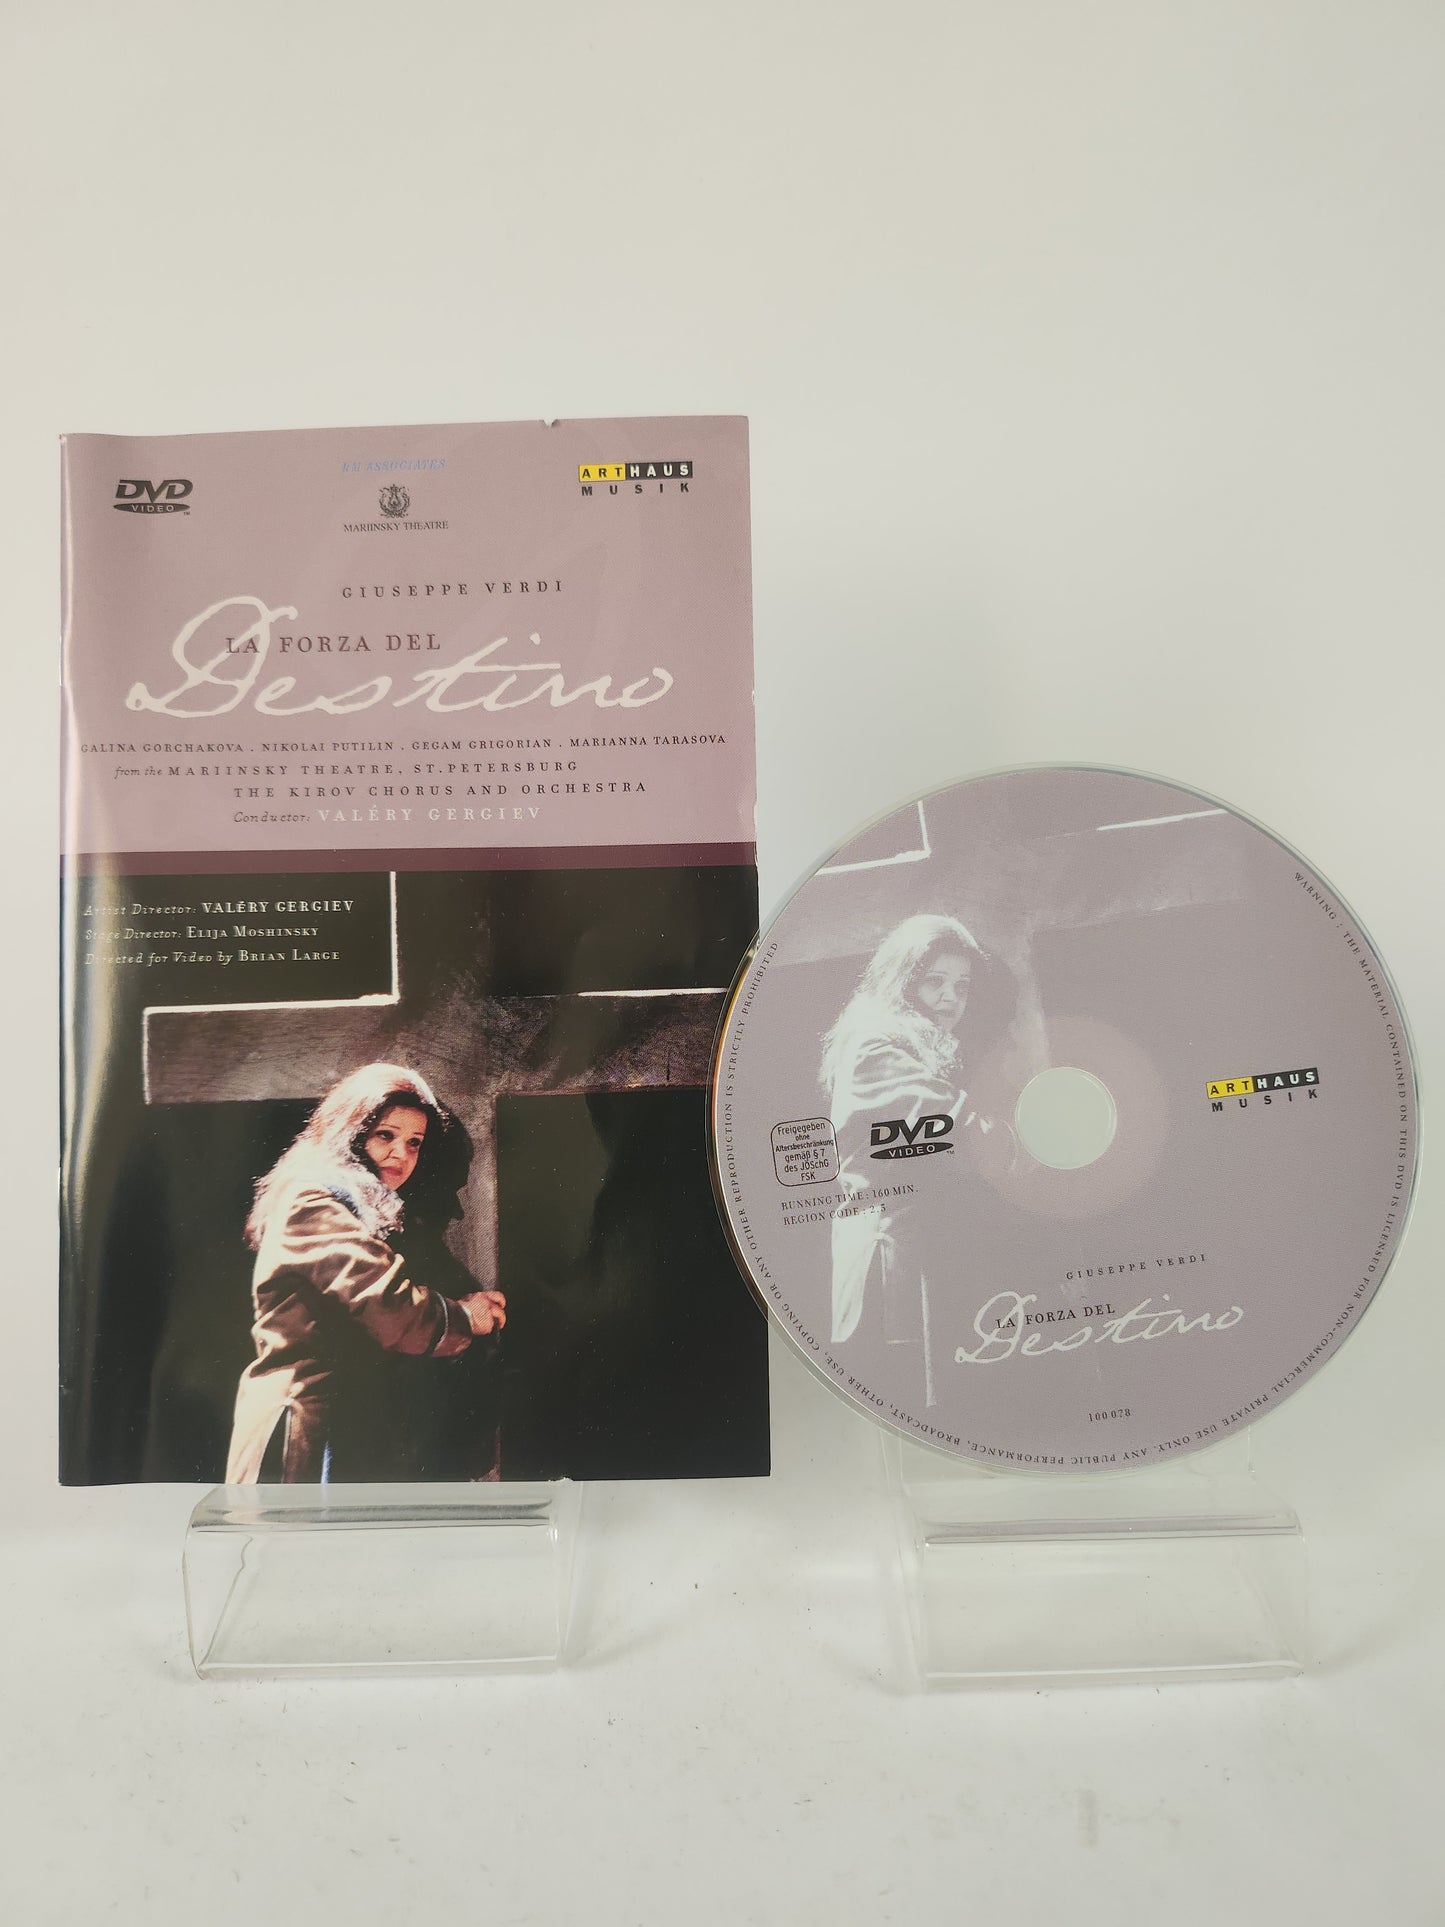 DVD
VIDEO
TM
RM ASSOCIATES
MARIINSKY THEATRE
ARTHAUS
MUSIK
GIUSEPPE VERDI
LA FORZA DEL
Destino
GALINA GORCHAKOVA . NIKOLAI PUTILIN . GEGAM GRIGORIAN . MARIANNA TARASOVA
from the MARIINSKY THEATRE, ST. PETERSBURG
THE KIROV CHORUS AND ORCHESTRA
Conductor: VALÉRY GERGIEV
Artist Director: VALÉRY GERGIEV
Stage Director: ELIJA MOSHINSKY
Directed for Video by BRIAN LARGE
WARNING : THE MATERIAL CONTAINED ON THIS DVD IS LICENSED FOR NON-COMMERCIAL PRIVATE USE ONLY. ANY PUBLIC PERFORMANCE, BROADCAST, OTHER USE, COPYING OR ANY OTHER REPRODUCTION IS STRICTLY PROHIBITED
ARTHAUS
MUSIK
Freigegeben
ohne
Altersbeschränkung
gemäß § 7
des JÖSchG
FSK
DVD
VIDEO
TM
RUNNING TIME : 160 MIN.
REGION CODE : 2.5
GIUSEPPE VERDI
LA FORZA DEL
Destino
100 078